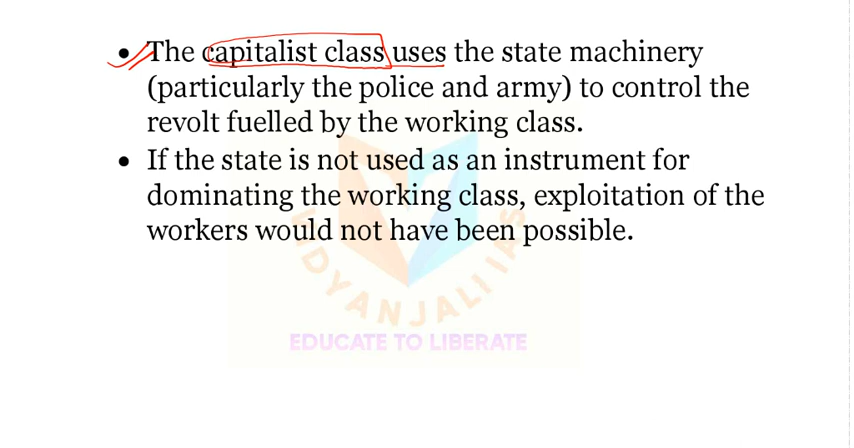 • The capitalist class uses the state machinery
(particularly the police and army) to control the
revolt fuelled by the working class.
• If the state is not used as an instrument for
dominating the working class, exploitation of the
workers would not have been possible.
VIDYANJALI IAS
EDUCATE TO LIBERATE